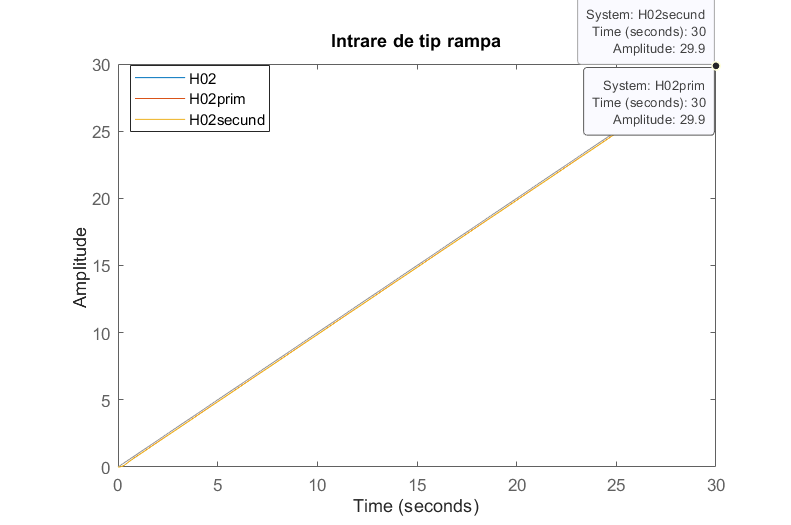 System: H02secund
Time (seconds): 30
Amplitude: 29.9
Intrare de tip rampa
H02
H02prim
H02secund
System: H02prim
Time (seconds): 30
Amplitude: 29.9
30
25
20
15
10
5
0
Amplitude
0 5 10 15 20 25 30
Time (seconds)